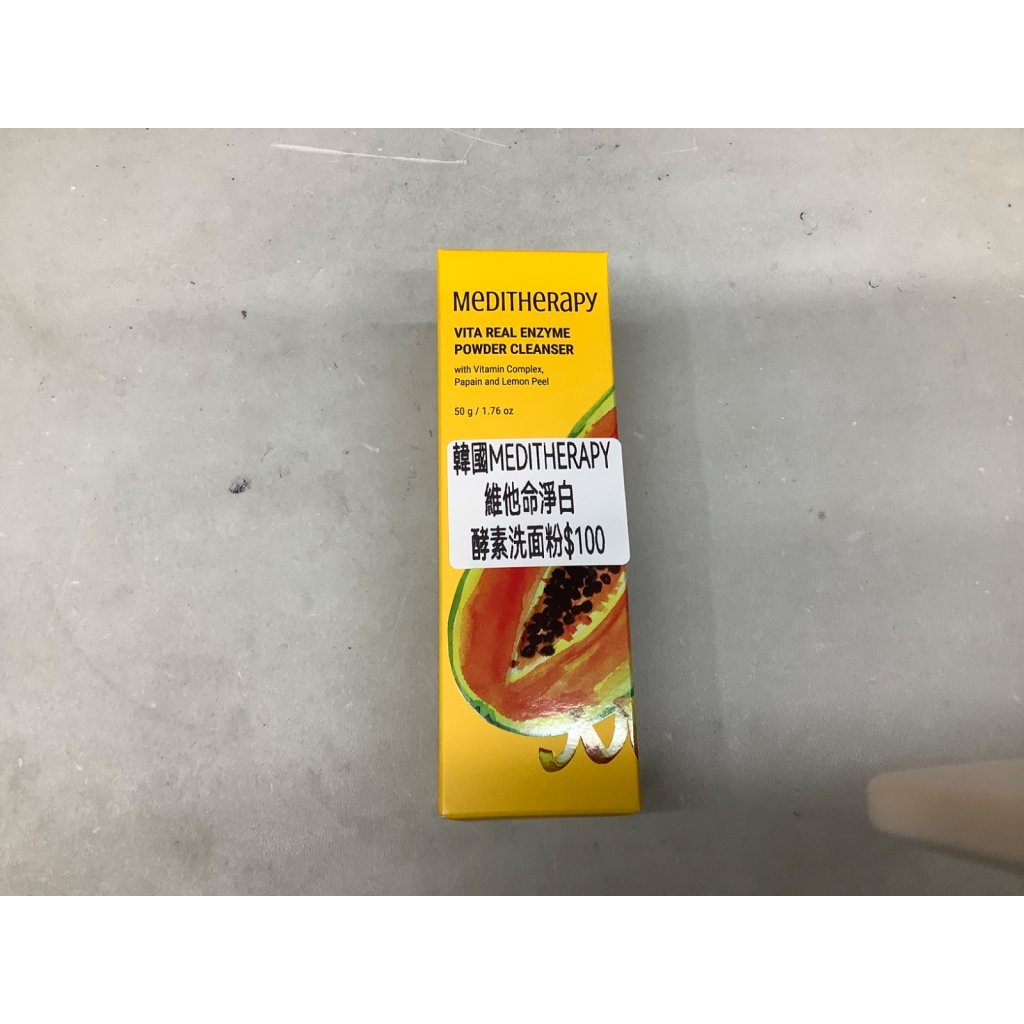 MEDITHERAPY
VITA REAL ENZYME
POWDER CLEANSER
with Vitamin Complex,
Papain and Lemon Peel
50 g / 1.76 oz
韓國MEDITHERAPY
維他命淨白
酵素洗面粉$100